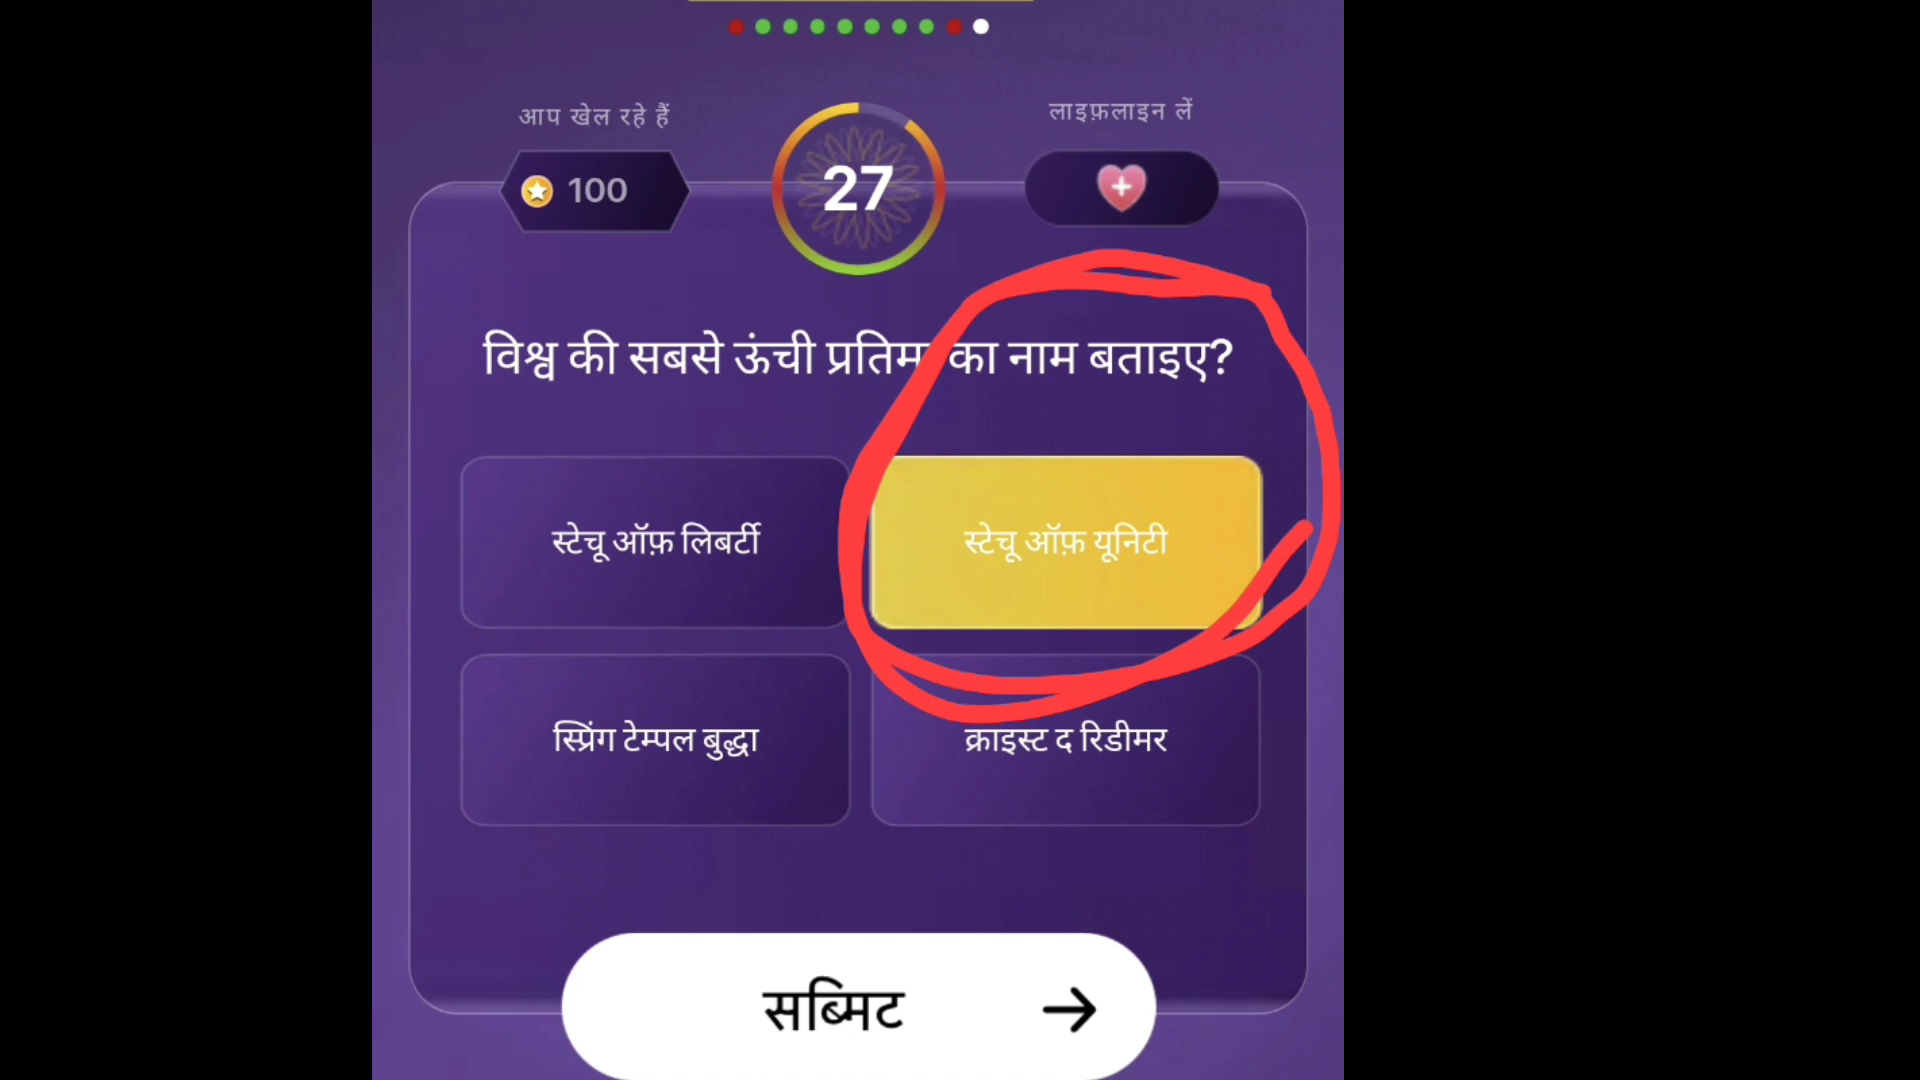 आप खेल रहे हैं
लाइफ़लाइन लें
100
27
विश्व की सबसे ऊंची प्रतिमा का नाम बताइए?
स्टेचू ऑफ़ लिबर्टी
स्टेचू ऑफ़ यूनिटी
स्प्रिंग टेम्पल बुद्धा
क्राइस्ट द रिडीमर
सब्मिट